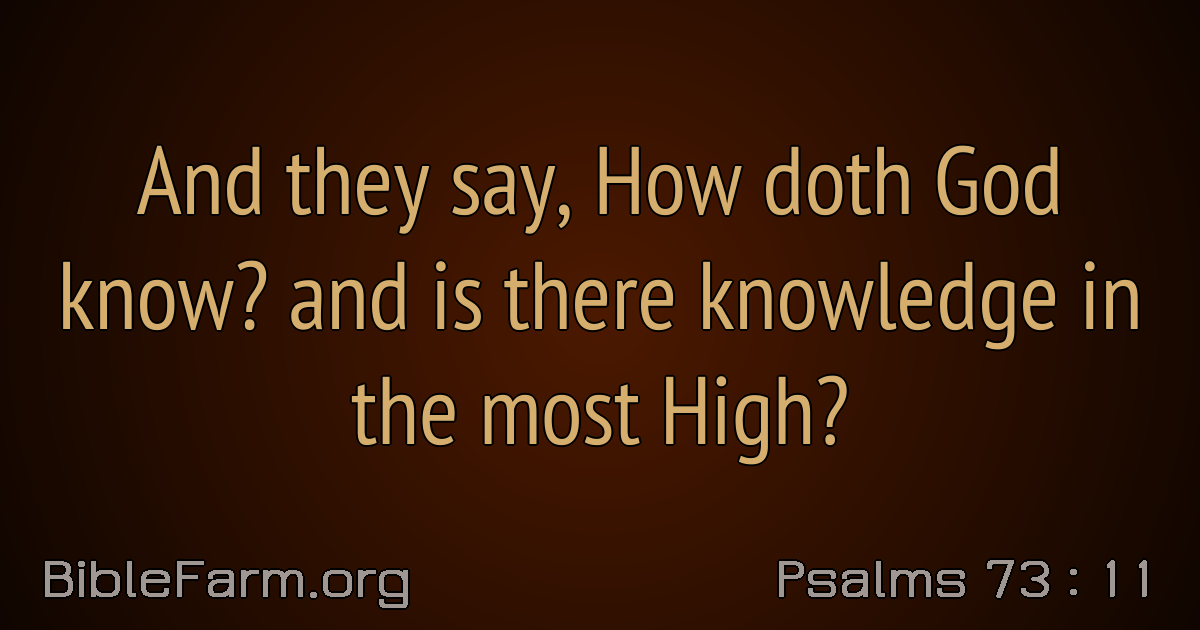 And they say, How doth God
know? and is there knowledge in
the most High?
BibleFarm.org
Psalms 73 : 11